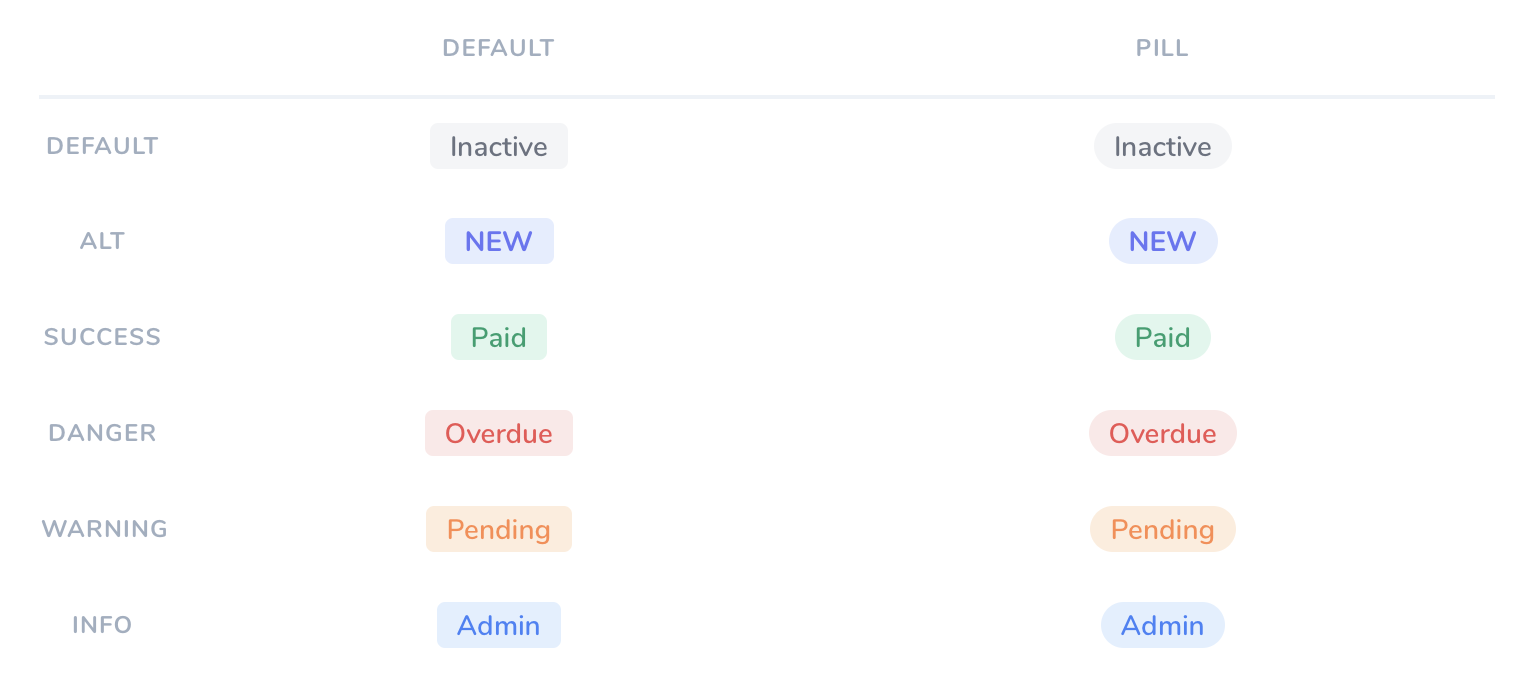 DEFAULT PILL
DEFAULT Inactive Inactive
ALT NEW NEW
SUCCESS Paid Paid
DANGER Overdue Overdue
WARNING Pending Pending
INFO Admin Admin